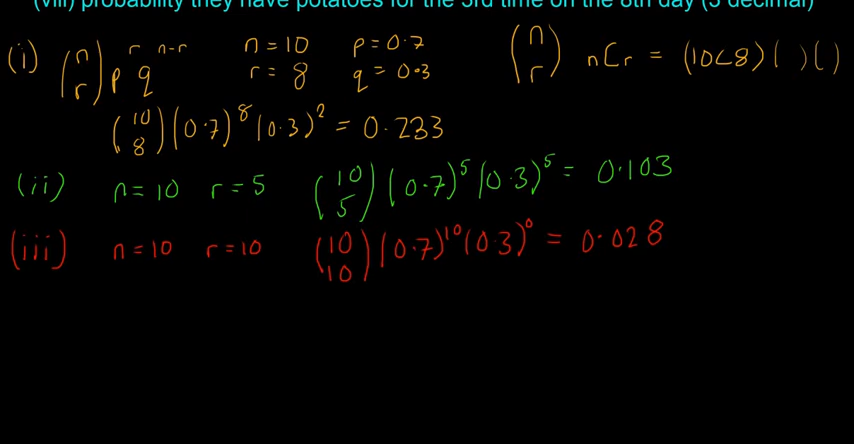 (viii) probability they have potatoes for the 3rd time on the 8th day (3 decimal)
(i) (n r) p^r q^n-r n = 10 p = 0.7 (n r) nCr = (10C8)( )( )
r = 8 q = 0.3
(10 8)(0.7)^8(0.3)^2 = 0.233
(ii) n = 10 r = 5 (10 5)(0.7)^5(0.3)^5 = 0.103
(iii) n = 10 r = 10 (10 10)(0.7)^10(0.3)^0 = 0.028